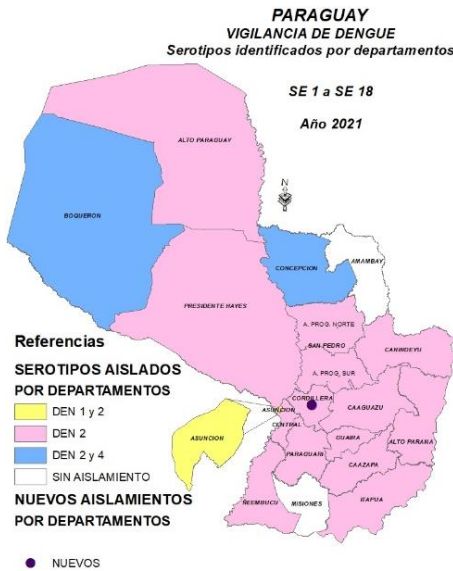 PARAGUAY
VIGILANCIA DE DENGUE
Serotipos identificados por departamentos
SE 1 a SE 18
Año 2021
N
ALTO PARAGUAY
BOQUERON
CONCEPCION
AMAMBAY
PRESIDENTE HAYES
A. PROG. NORTE
SAN PEDRO
CANINDEYU
A. PROG. SUR
CORDILLERA
ASUNCION
CENTRAL
CAAGUAZU
ALTO PARANA
GUAIRA
PARAGUARI
CAAZAPA
ÑEEMBUCU
MISIONES
ITAPUA
ASUNCION
Referencias
SEROTIPOS AISLADOS
POR DEPARTAMENTOS
DEN 1 y 2
DEN 2
DEN 2 y 4
SIN AISLAMIENTO
NUEVOS AISLAMIENTOS
POR DEPARTAMENTOS
NUEVOS